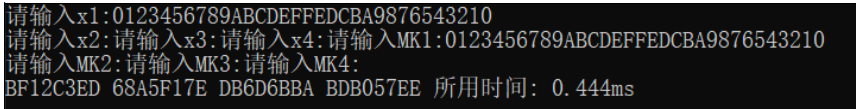 请输入x1:0123456789ABCDEFFEDCBA9876543210
请输入x2:请输入x3:请输入x4:请输入MK1:0123456789ABCDEFFEDCBA9876543210
请输入MK2:请输入MK3:请输入MK4:
BF12C3ED 68A5F17E DB6D6BBA BDB057EE 所用时间: 0.444ms